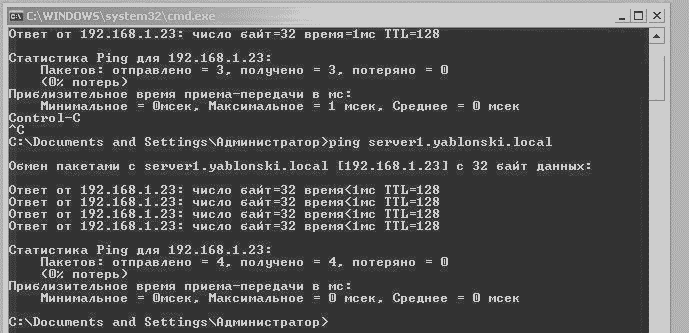 C:\WINDOWS\system32\cmd.exe
Ответ от 192.168.1.23: число байт=32 время=1мс TTL=128
Статистика Ping для 192.168.1.23:
Пакетов: отправлено = 3, получено = 3, потеряно = 0
(0% потерь)
Приблизительное время приема-передачи в мс:
Минимальное = 0мсек, Максимальное = 1 мсек, Среднее = 0 мсек
Control-C
^C
C:\Documents and Settings\Администратор>ping server1.yablonski.local
Обмен пакетами с server1.yablonski.local [192.168.1.23] с 32 байт данных:
Ответ от 192.168.1.23: число байт=32 время<1мс TTL=128
Ответ от 192.168.1.23: число байт=32 время<1мс TTL=128
Ответ от 192.168.1.23: число байт=32 время<1мс TTL=128
Ответ от 192.168.1.23: число байт=32 время<1мс TTL=128
Статистика Ping для 192.168.1.23:
Пакетов: отправлено = 4, получено = 4, потеряно = 0
(0% потерь)
Приблизительное время приема-передачи в мс:
Минимальное = 0мсек, Максимальное = 0 мсек, Среднее = 0 мсек
C:\Documents and Settings\Администратор>